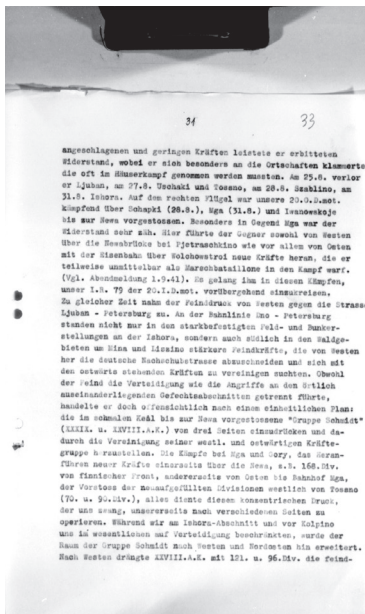 31
33
angeschlagenen und geringen Kräften leistete er erbitteten
Widerstand, wobei er sich besonders an die Ortschaften klammerte
die oft im Häuserkampf genommen werden mussten. Am 25.8. verlor
er Ljuban, am 27.8. Uschaki und Tossno, am 28.8. Szablino, am
31.8. Ishora. Auf dem rechten Flügel war unsere 20.I.D.mot.
kämpfend über Schapki (28.8.), Mga (31.8.) und Iwanowskoje
bis zur Newa vorgestossen. Besonders in Gegend Mga war der
Widerstand sehr zäh. Hier führte der Gegner sowohl von Westen
über die Newabrücke bei Pjetraschkino wie vor allem von Osten
mit der Eisenbahn über Wolchowstroi neue Kräfte heran, die er
teilweise unmittelbar als Marschbataillone in den Kampf warf.
(Vgl. Abendmeldung 1.9.41). Es gelang ihm in diesen Kämpfen,
unser I.R. 79 der 20.I.D.mot. vorübergehend einzukreisen.
Zu gleicher Zeit nahm der Feinddruck von Westen gegen die Strasse
Ljuban - Petersburg zu. An der Bahnlinie Dno - Petersburg
standen nicht nur in den starkbefestigten Feld- und Bunker-
stellungen an der Ishora, sondern auch südlich in den Waldge-
bieten um Mina und Lissino stärkere Feindkräfte, die von Westen
her die deutsche Nachschubstrasse abzuschneiden und sich mit
den ostwärts stehenden Kräften zu vereinigen suchten. Obwohl
der Feind die Verteidigung wie die Angriffe an den örtlich
auseinanderliegenden Gefechtsabschnitten getrennt führte,
handelte er doch offensichtlich nach einem einheitlichen Plan:
die im schmalen Keil bis zur Newa vorgestossene "Gruppe Schmidt"
(XXXIX. u. XXVIII.A.K.) von drei Seiten einzudrücken und da-
durch die Vereinigung seiner westl. und ostwärtigen Kräfte-
gruppe herzustellen. Die Kämpfe bei Mga und Gory, das Heran-
führen neuer Kräfte einerseits über die Newa, z.B. 168.Div.
von finnischer Front, andererseits von Osten bis Bahnhof Mga,
der Vorstoss der neuaufgefüllten Divisionen westlich von Tossno
(70. u. 90.Div.), alles diente diesem konzentrischen Druck,
der uns zwang, unsererseits nach verschiedenen Seiten zu
operieren. Während wir am Ishora-Abschnitt und vor Kolpino
uns im wesentlichen auf Verteidigung beschränkten, wurde der
Raum der Gruppe Schmidt nach Westen und Nordosten hin erweitert.
Nach Westen drängte XXVIII.A.K. mit 121. u. 96.Div. die feind-